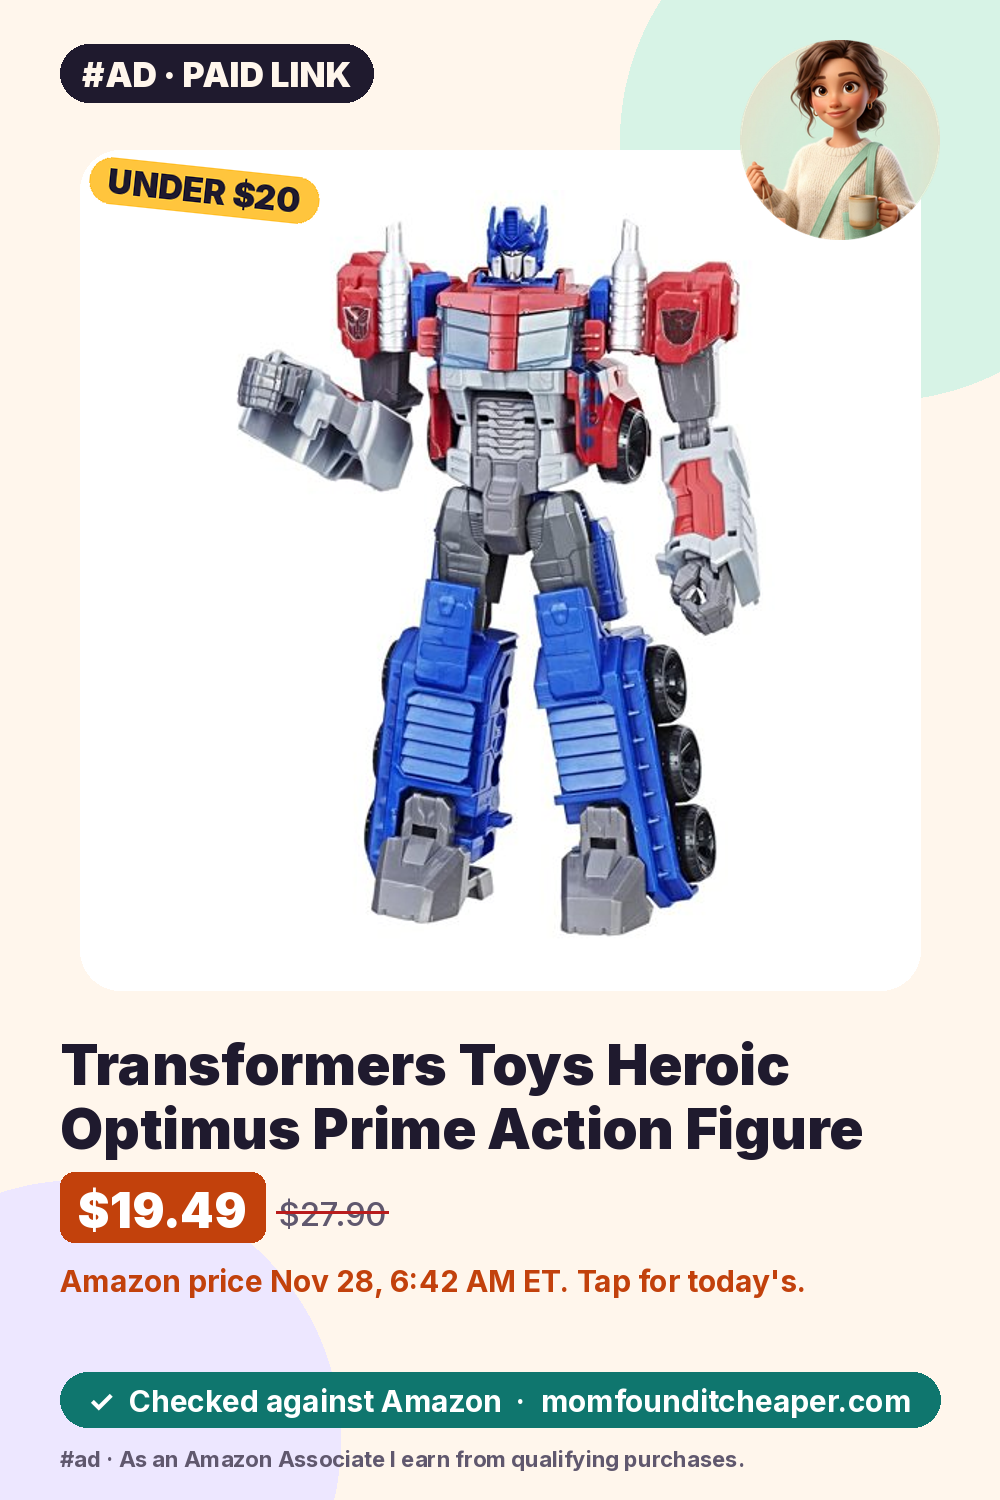 #AD · PAID LINK
UNDER $20
Transformers Toys Heroic
Optimus Prime Action Figure
$19.49 $27.90
Amazon price Nov 28, 6:42 AM ET. Tap for today's.
✓ Checked against Amazon · momfounditcheaper.com
#ad · As an Amazon Associate I earn from qualifying purchases.